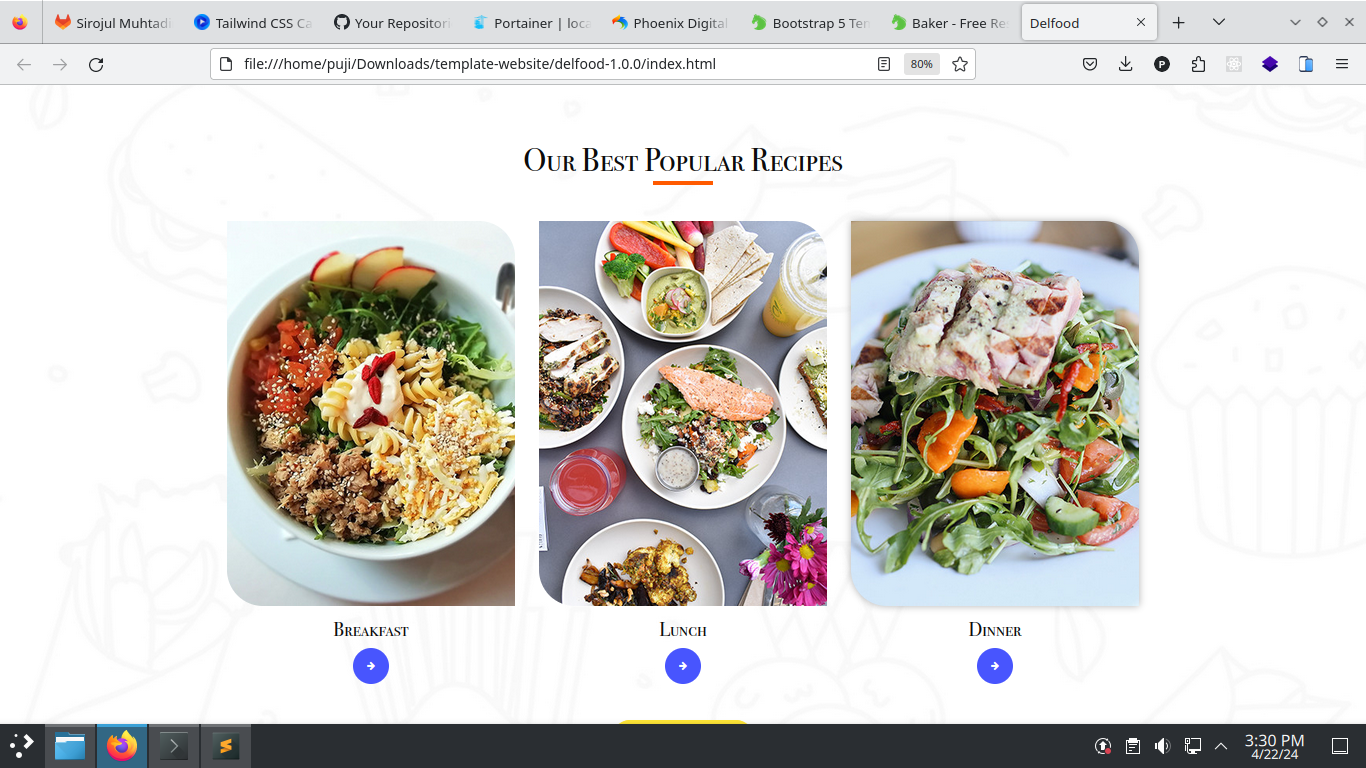 Sirojul Muhtadi
Tailwind CSS Ca
Your Repositori
Portainer | loca
Phoenix Digital
Bootstrap 5 Tem
Baker - Free Res
Delfood
file:///home/puji/Downloads/template-website/delfood-1.0.0/index.html
80%
P
Our Best Popular Recipes
Breakfast
Lunch
Dinner
3:30 PM
4/22/24